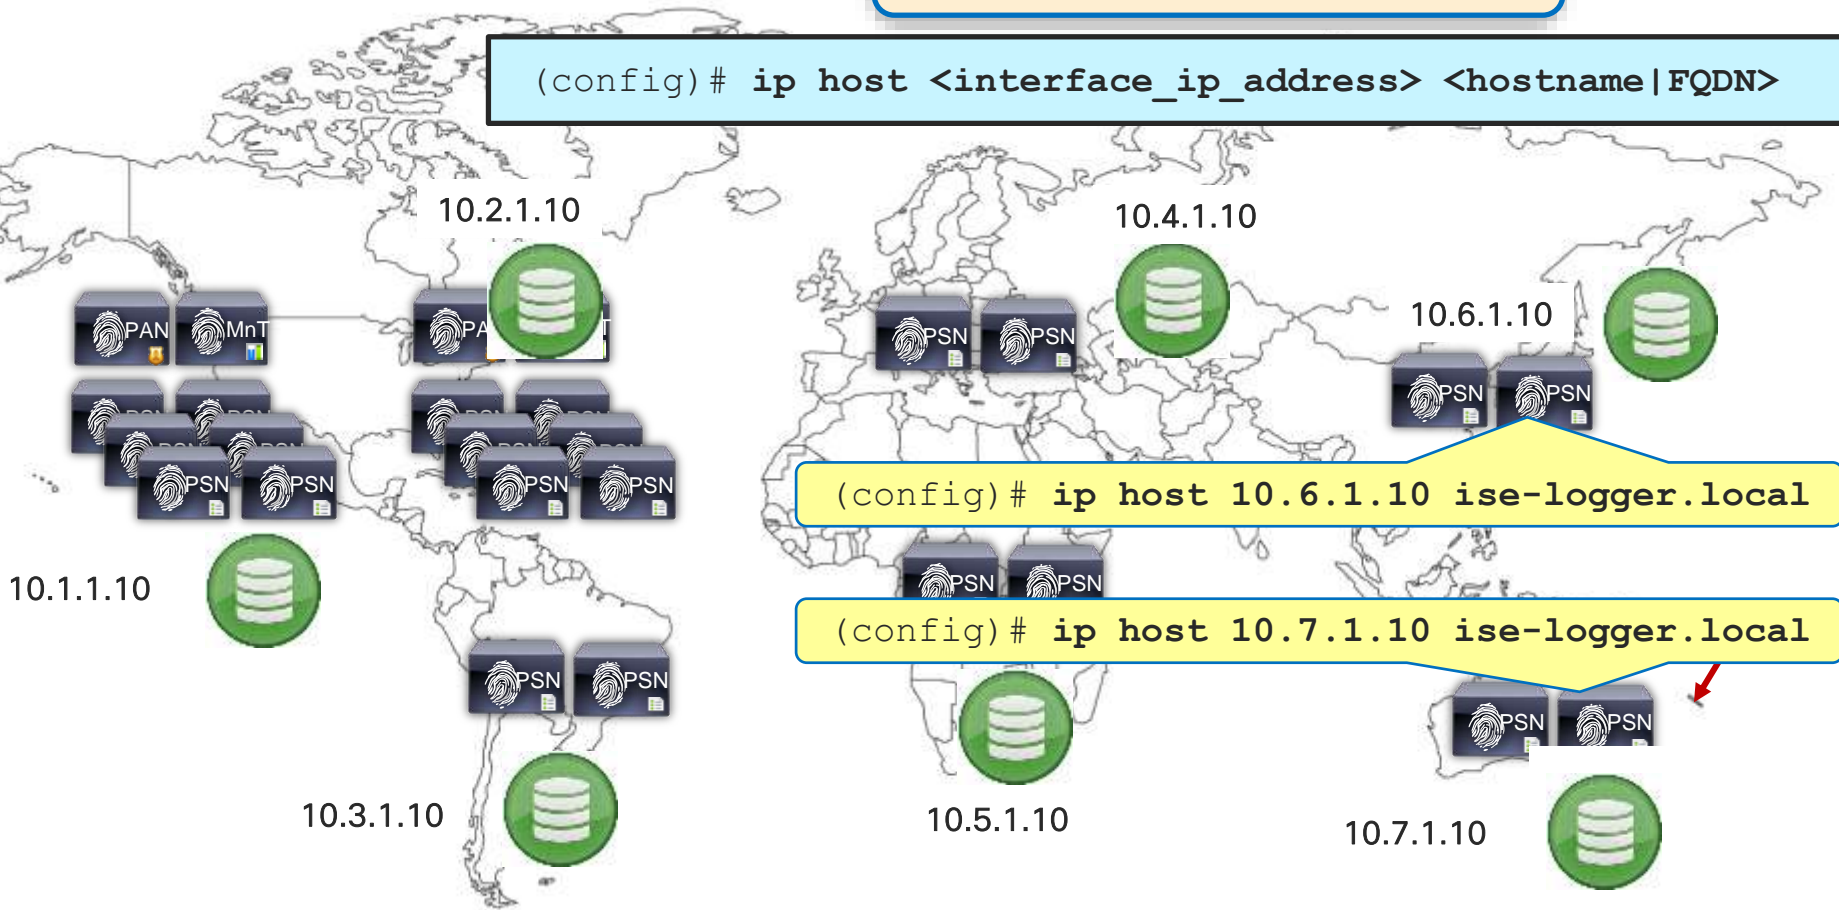 (config)# ip host <interface_ip_address> <hostname|FQDN>
10.2.1.10
10.4.1.10
10.6.1.10
PAN
MnT
PA
T
PSN
PSN
PSN
PSN
PSN
PSN
PSN
PSN
(config)# ip host 10.6.1.10 ise-logger.local
PSN
PSN
10.1.1.10
(config)# ip host 10.7.1.10 ise-logger.local
PSN
PSN
PSN
PSN
10.3.1.10
10.5.1.10
10.7.1.10